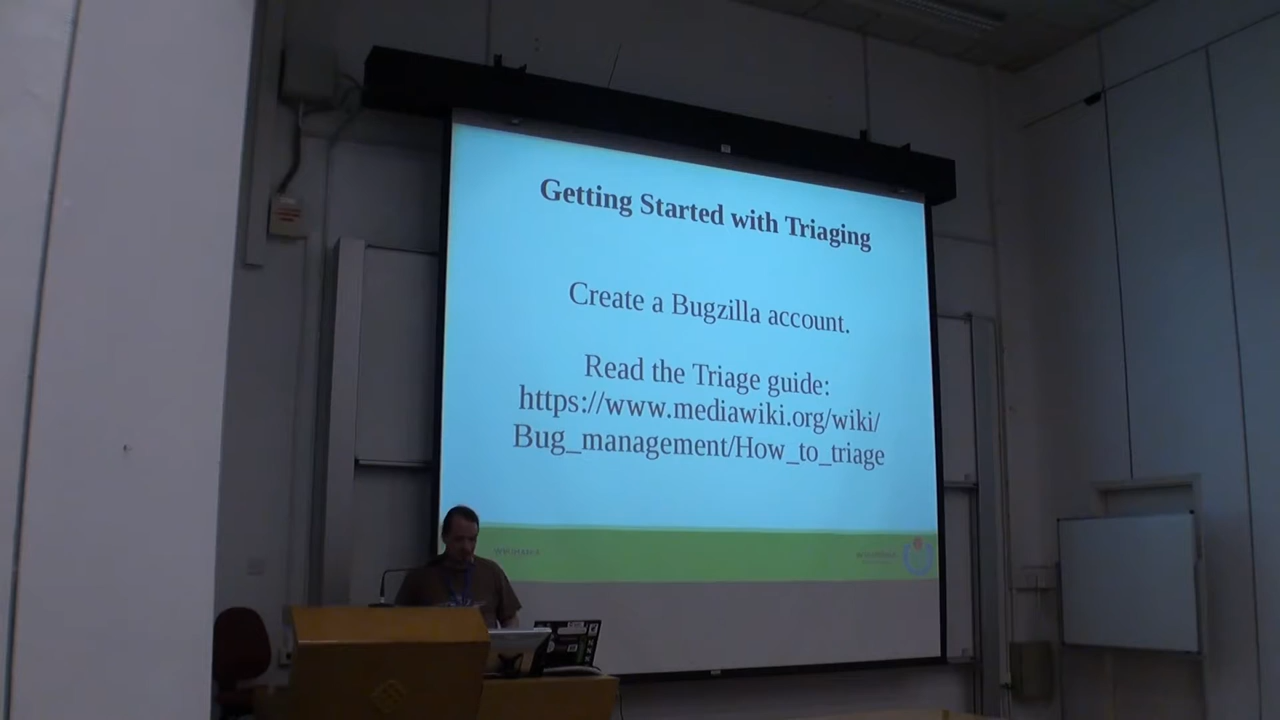 Getting Started with Triaging
Create a Bugzilla account.
Read the Triage guide:
https://www.mediawiki.org/wiki/
Bug_management/How_to_triage